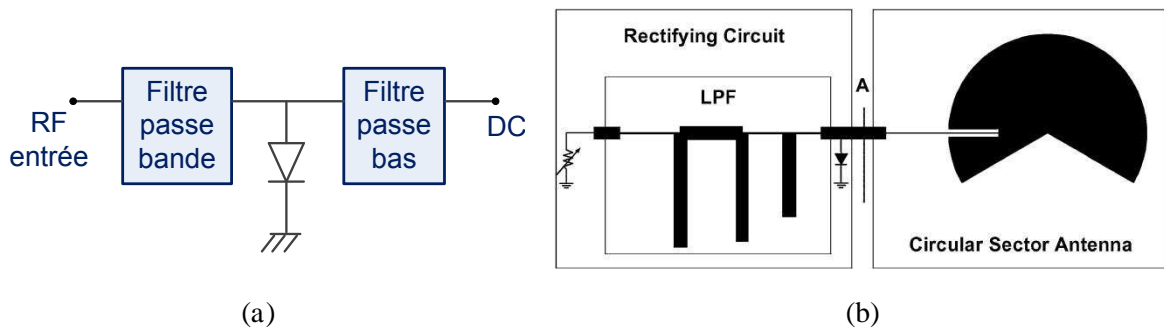 RF
entrée
Filtre
passe
bande
Filtre
passe
bas
DC
(a)
Rectifying Circuit
LPF
A
Circular Sector Antenna
(b)